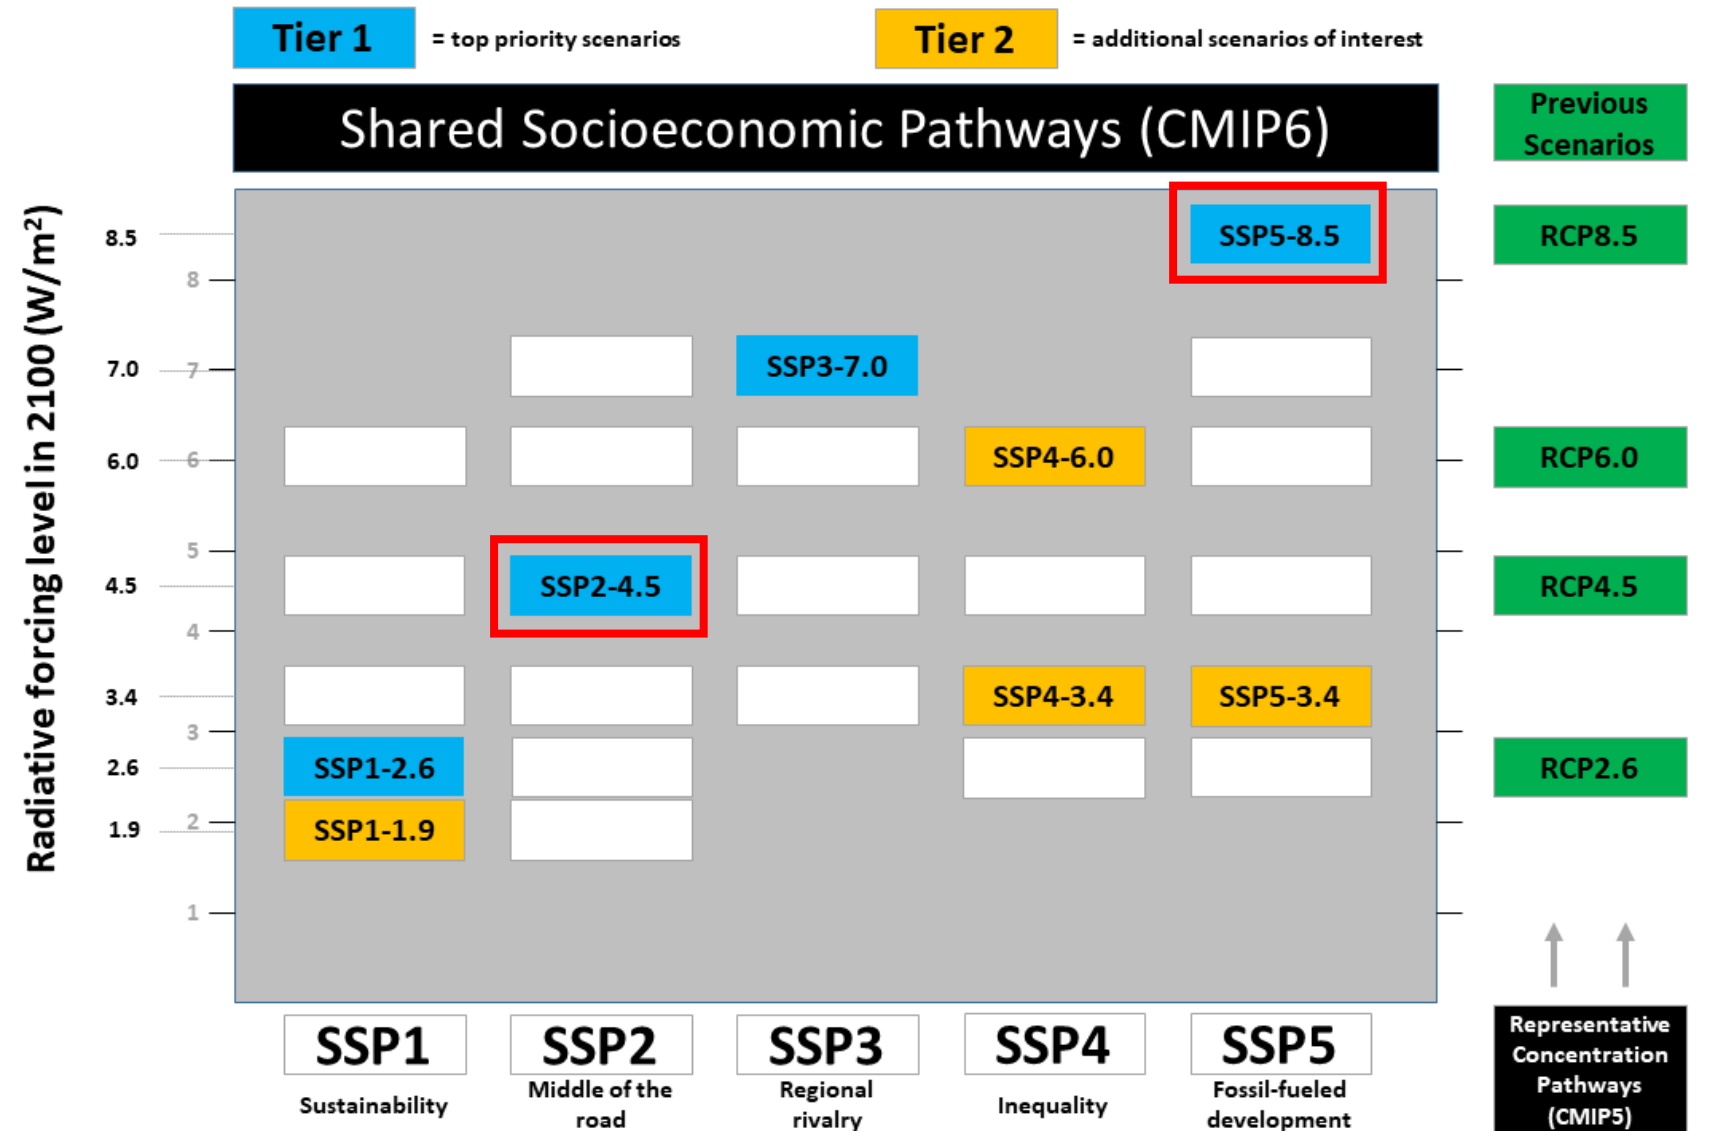 Tier 1 = top priority scenarios Tier 2 = additional scenarios of interest
Shared Socioeconomic Pathways (CMIP6)
Previous
Scenarios
Radiative forcing level in 2100 (W/m²)
8.5 SSP5-8.5 RCP8.5
8
7.0 7 SSP3-7.0
6.0 6 SSP4-6.0 RCP6.0
5
4.5 SSP2-4.5 RCP4.5
4
3.4 SSP4-3.4 SSP5-3.4
3
2.6 SSP1-2.6 RCP2.6
2
1.9 SSP1-1.9
1
SSP1
Sustainability
SSP2
Middle of the
road
SSP3
Regional
rivalry
SSP4
Inequality
SSP5
Fossil-fueled
development
Representative
Concentration
Pathways
(CMIP5)